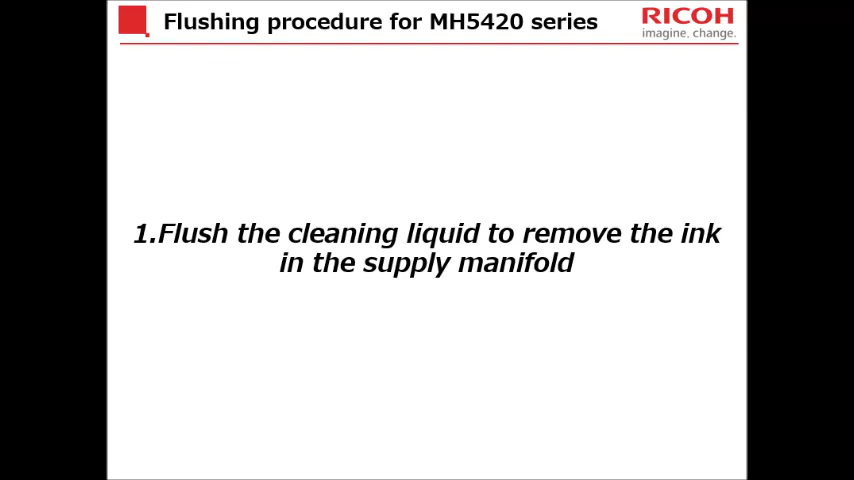 Flushing procedure for MH5420 series
RICOH
imagine. change.
1.Flush the cleaning liquid to remove the ink
in the supply manifold